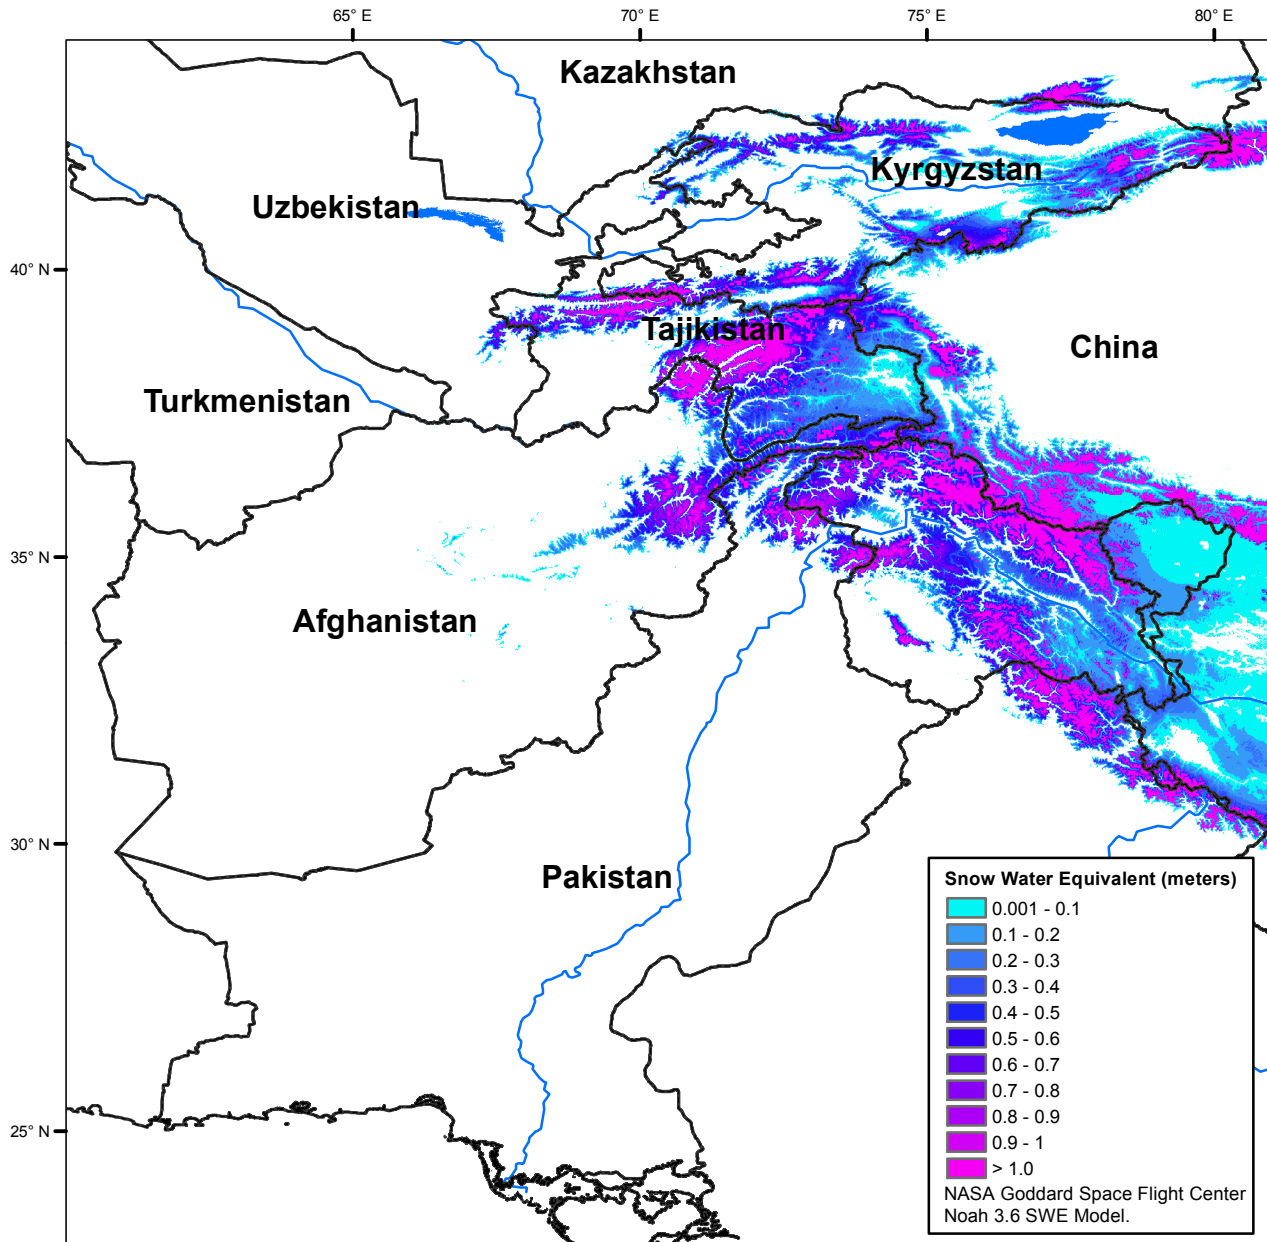 65° E
70° E
75° E
80° E
Kazakhstan
Kyrgyzstan
Uzbekistan
40° N
Tajikistan
China
Turkmenistan
35° N
Afghanistan
30° N
Pakistan
25° N
Snow Water Equivalent (meters)
0.001 - 0.1
0.1 - 0.2
0.2 - 0.3
0.3 - 0.4
0.4 - 0.5
0.5 - 0.6
0.6 - 0.7
0.7 - 0.8
0.8 - 0.9
0.9 - 1
> 1.0
NASA Goddard Space Flight Center
Noah 3.6 SWE Model.